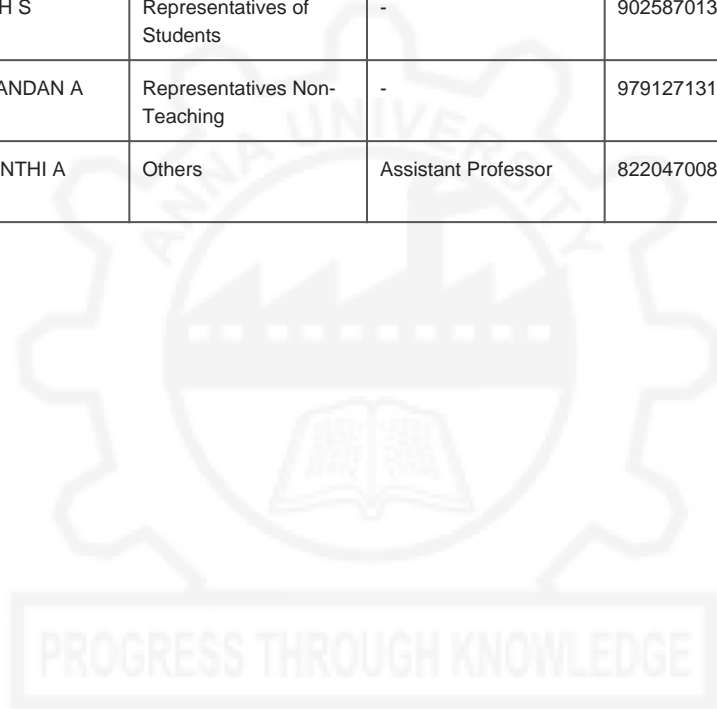 H S Representatives of - 902587013
Students
ANDAN A Representatives Non- - 979127131
Teaching
NTHI A Others Assistant Professor 822047008
ANNA UNIVERSITY
PROGRESS THROUGH KNOWLEDGE